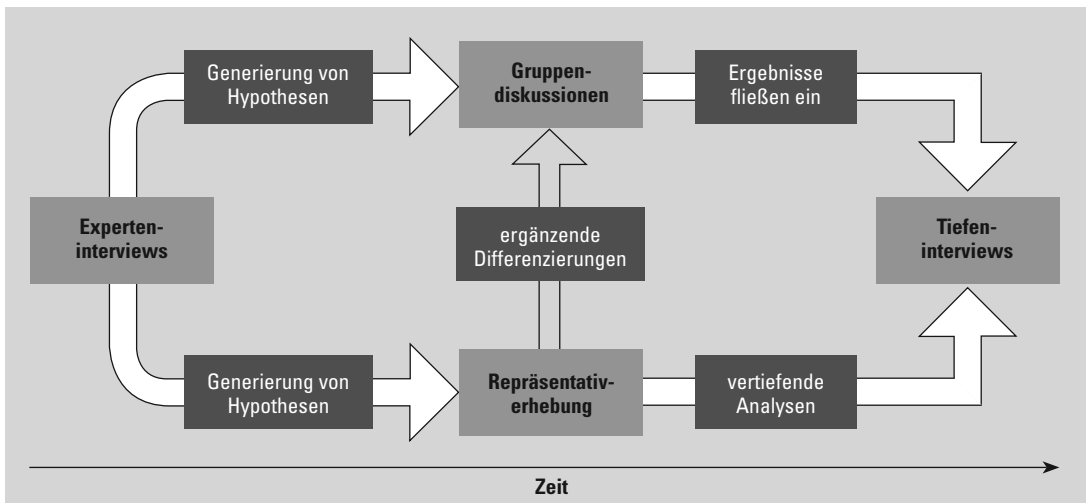 Generierung von
Hypothesen
Gruppen-
diskussionen
Ergebnisse
fließen ein
Experten-
interviews
ergänzende
Differenzierungen
Tiefen-
interviews
Generierung von
Hypothesen
Repräsentativ-
erhebung
vertiefende
Analysen
Zeit